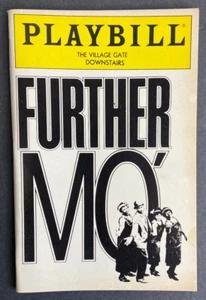 PLAYBILL
THE VILLAGE GATE
DOWNSTAIRS
FURTHER
MO'